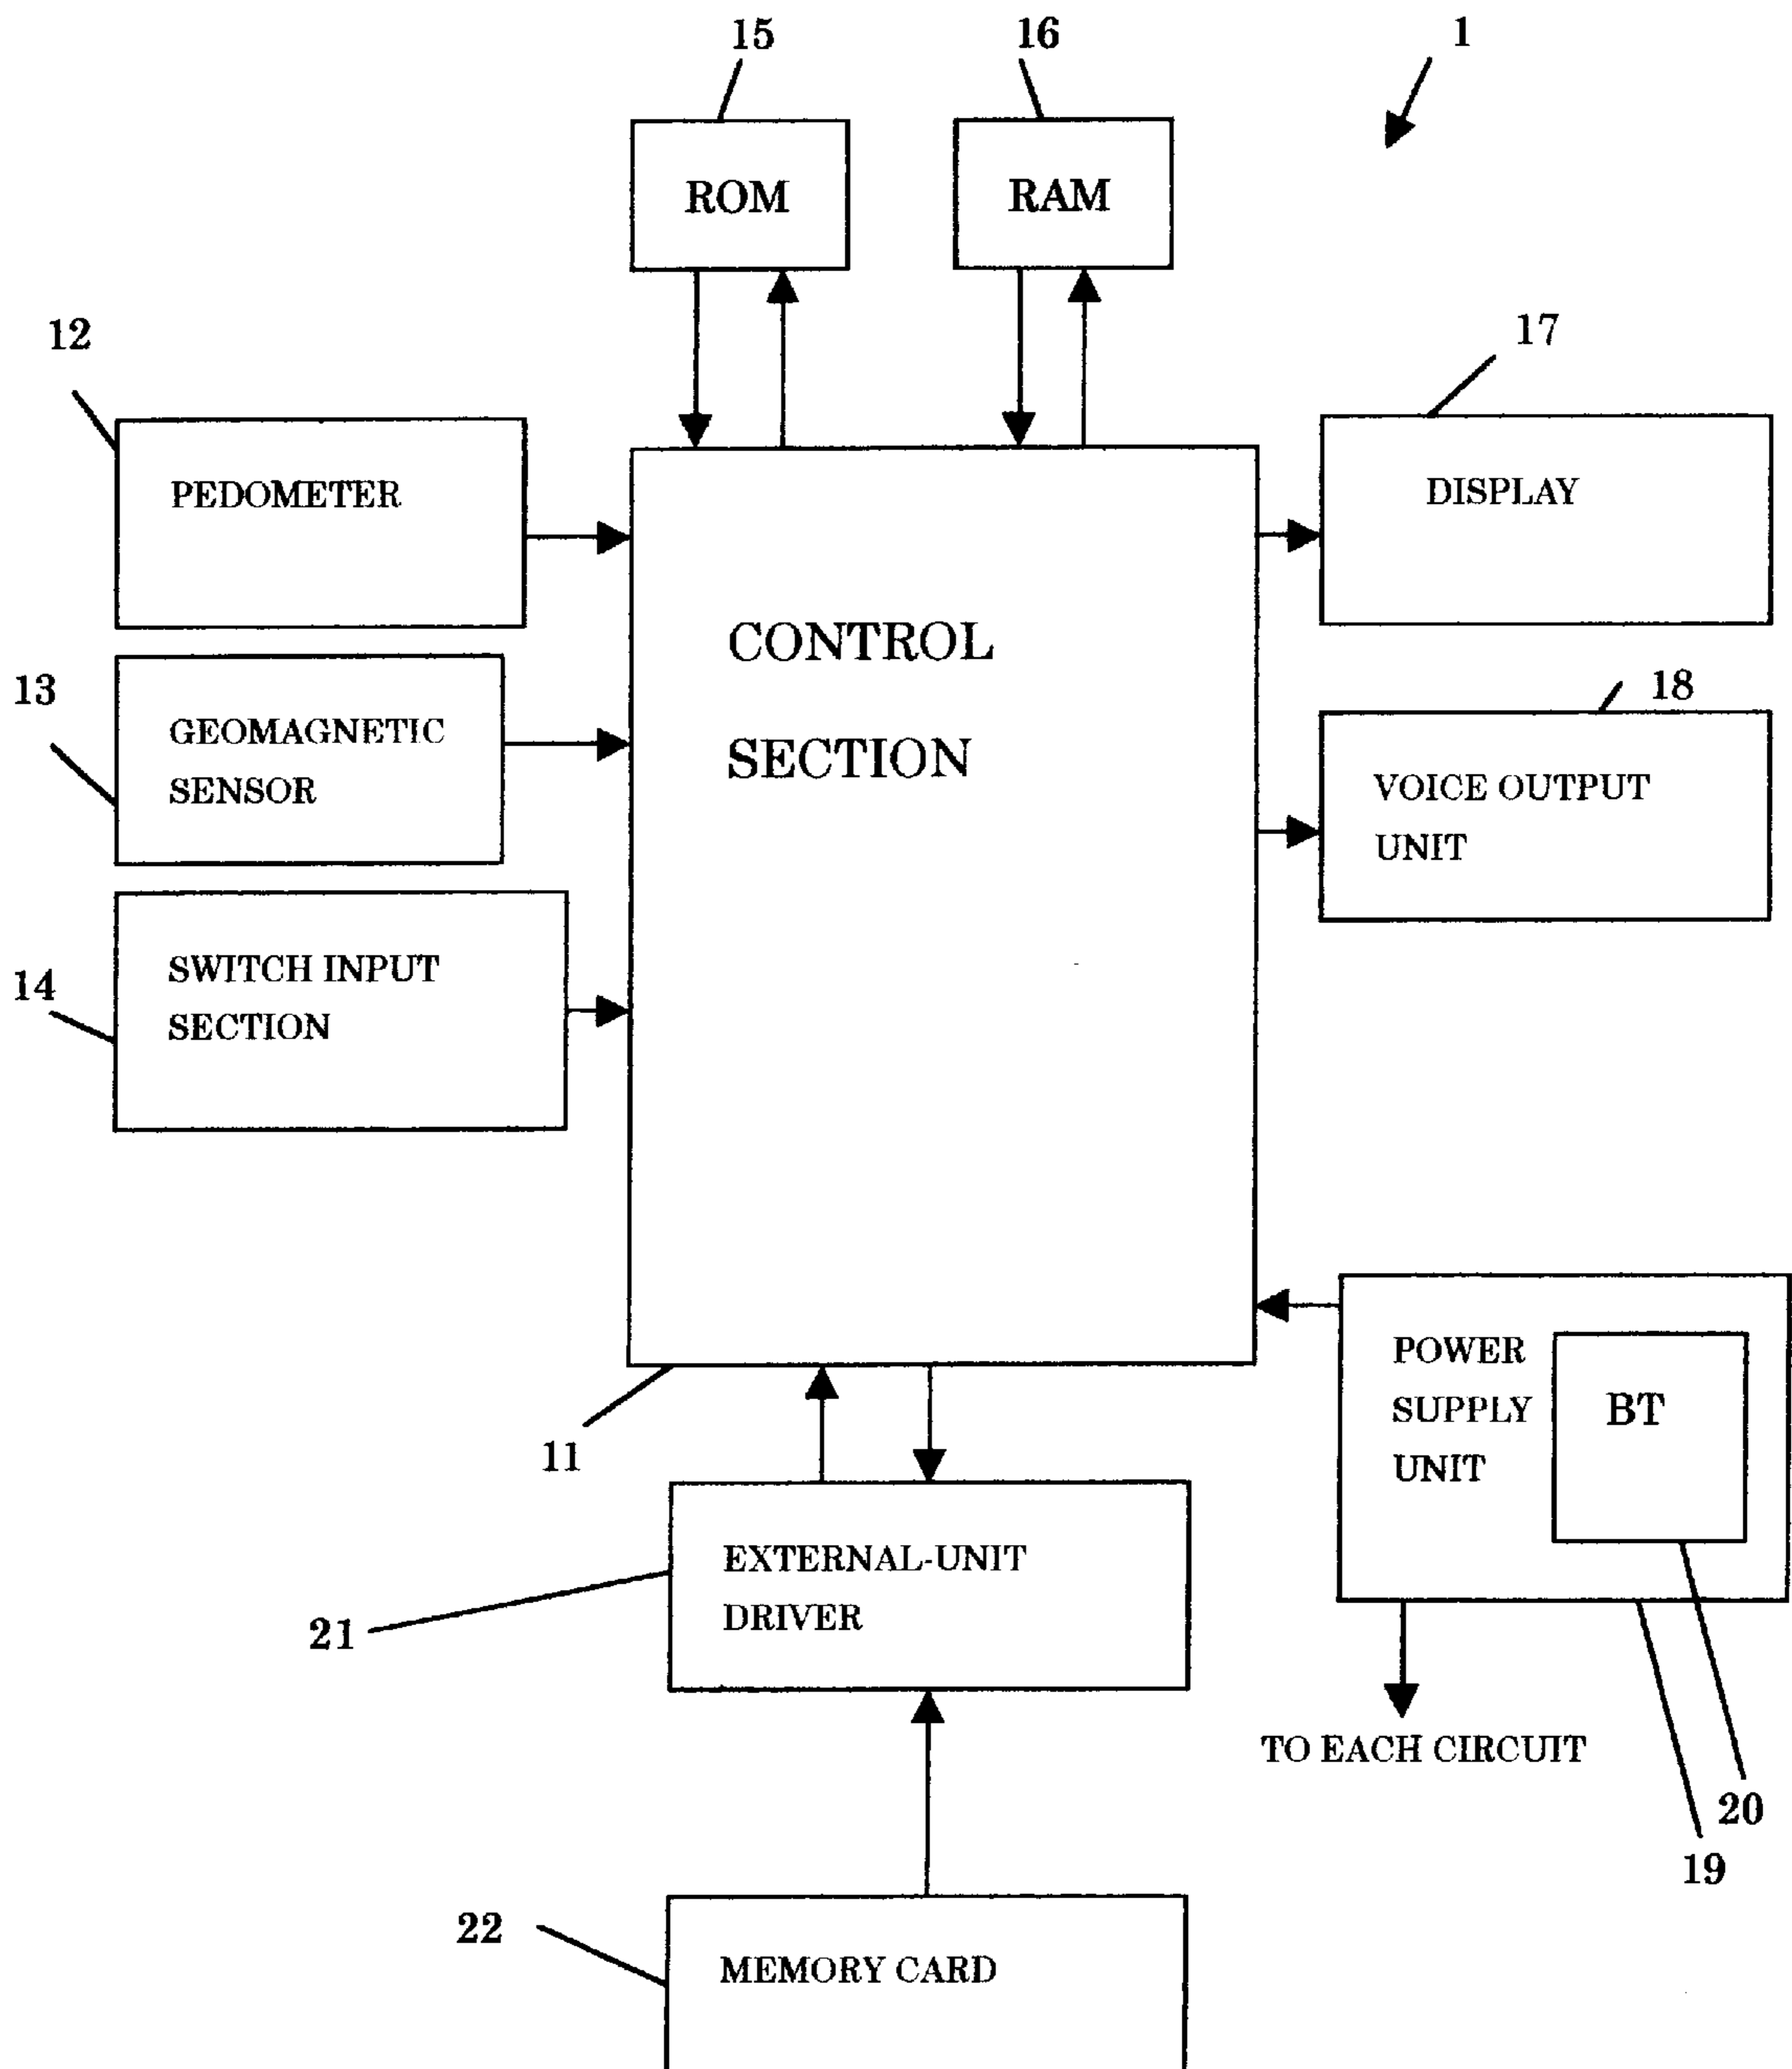 15
16
1
ROM
RAM
12
17
PEDOMETER
DISPLAY
CONTROL
SECTION
13
18
GEOMAGNETIC
SENSOR
VOICE OUTPUT
UNIT
14
SWITCH INPUT
SECTION
POWER
SUPPLY
UNIT
BT
11
EXTERNAL-UNIT
DRIVER
21
TO EACH CIRCUIT
20
19
22
MEMORY CARD